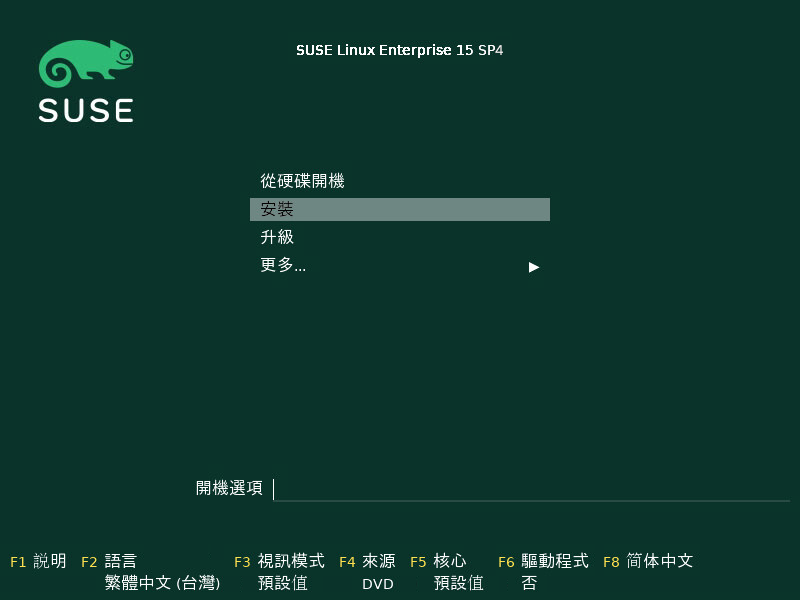 SUSE
SUSE Linux Enterprise 15 SP4
從硬碟開機
安裝
升級
更多... ▶
開機選項
F1 説明 F2 語言 F3 視訊模式 F4 來源 F5 核心 F6 驅動程式 F8 简体中文
繁體中文 (台灣) 預設值 DVD 預設值 否